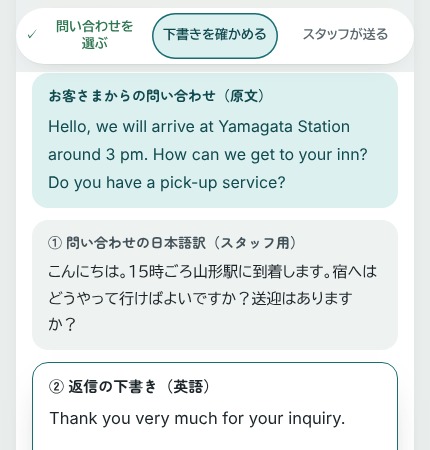 ✓ 問い合わせを
選ぶ
下書きを確かめる
スタッフが送る
お客さまからの問い合わせ（原文）
Hello, we will arrive at Yamagata Station
around 3 pm. How can we get to your inn?
Do you have a pick-up service?
① 問い合わせの日本語訳（スタッフ用）
こんにちは。15時ごろ山形駅に到着します。宿へは
どうやって行けばよいですか？送迎はあります
か？
② 返信の下書き（英語）
Thank you very much for your inquiry.